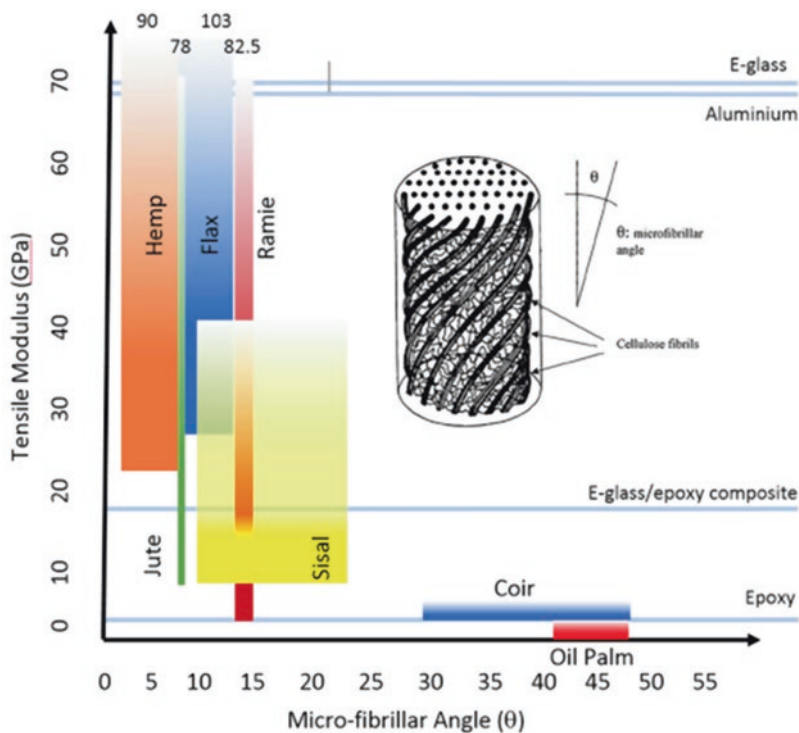 90
103
78
82.5
70
60
50
40
30
20
10
0
Tensile Modulus (GPa)
E-glass
Aluminium
Hemp
Flax
Ramie
θ
θ: microfibrillar
angle
Cellulose fibrils
E-glass/epoxy composite
Jute
Sisal
Coir
Epoxy
Oil Palm
0 5 10 15 20 25 30 35 40 45 50 55
Micro-fibrillar Angle (θ)